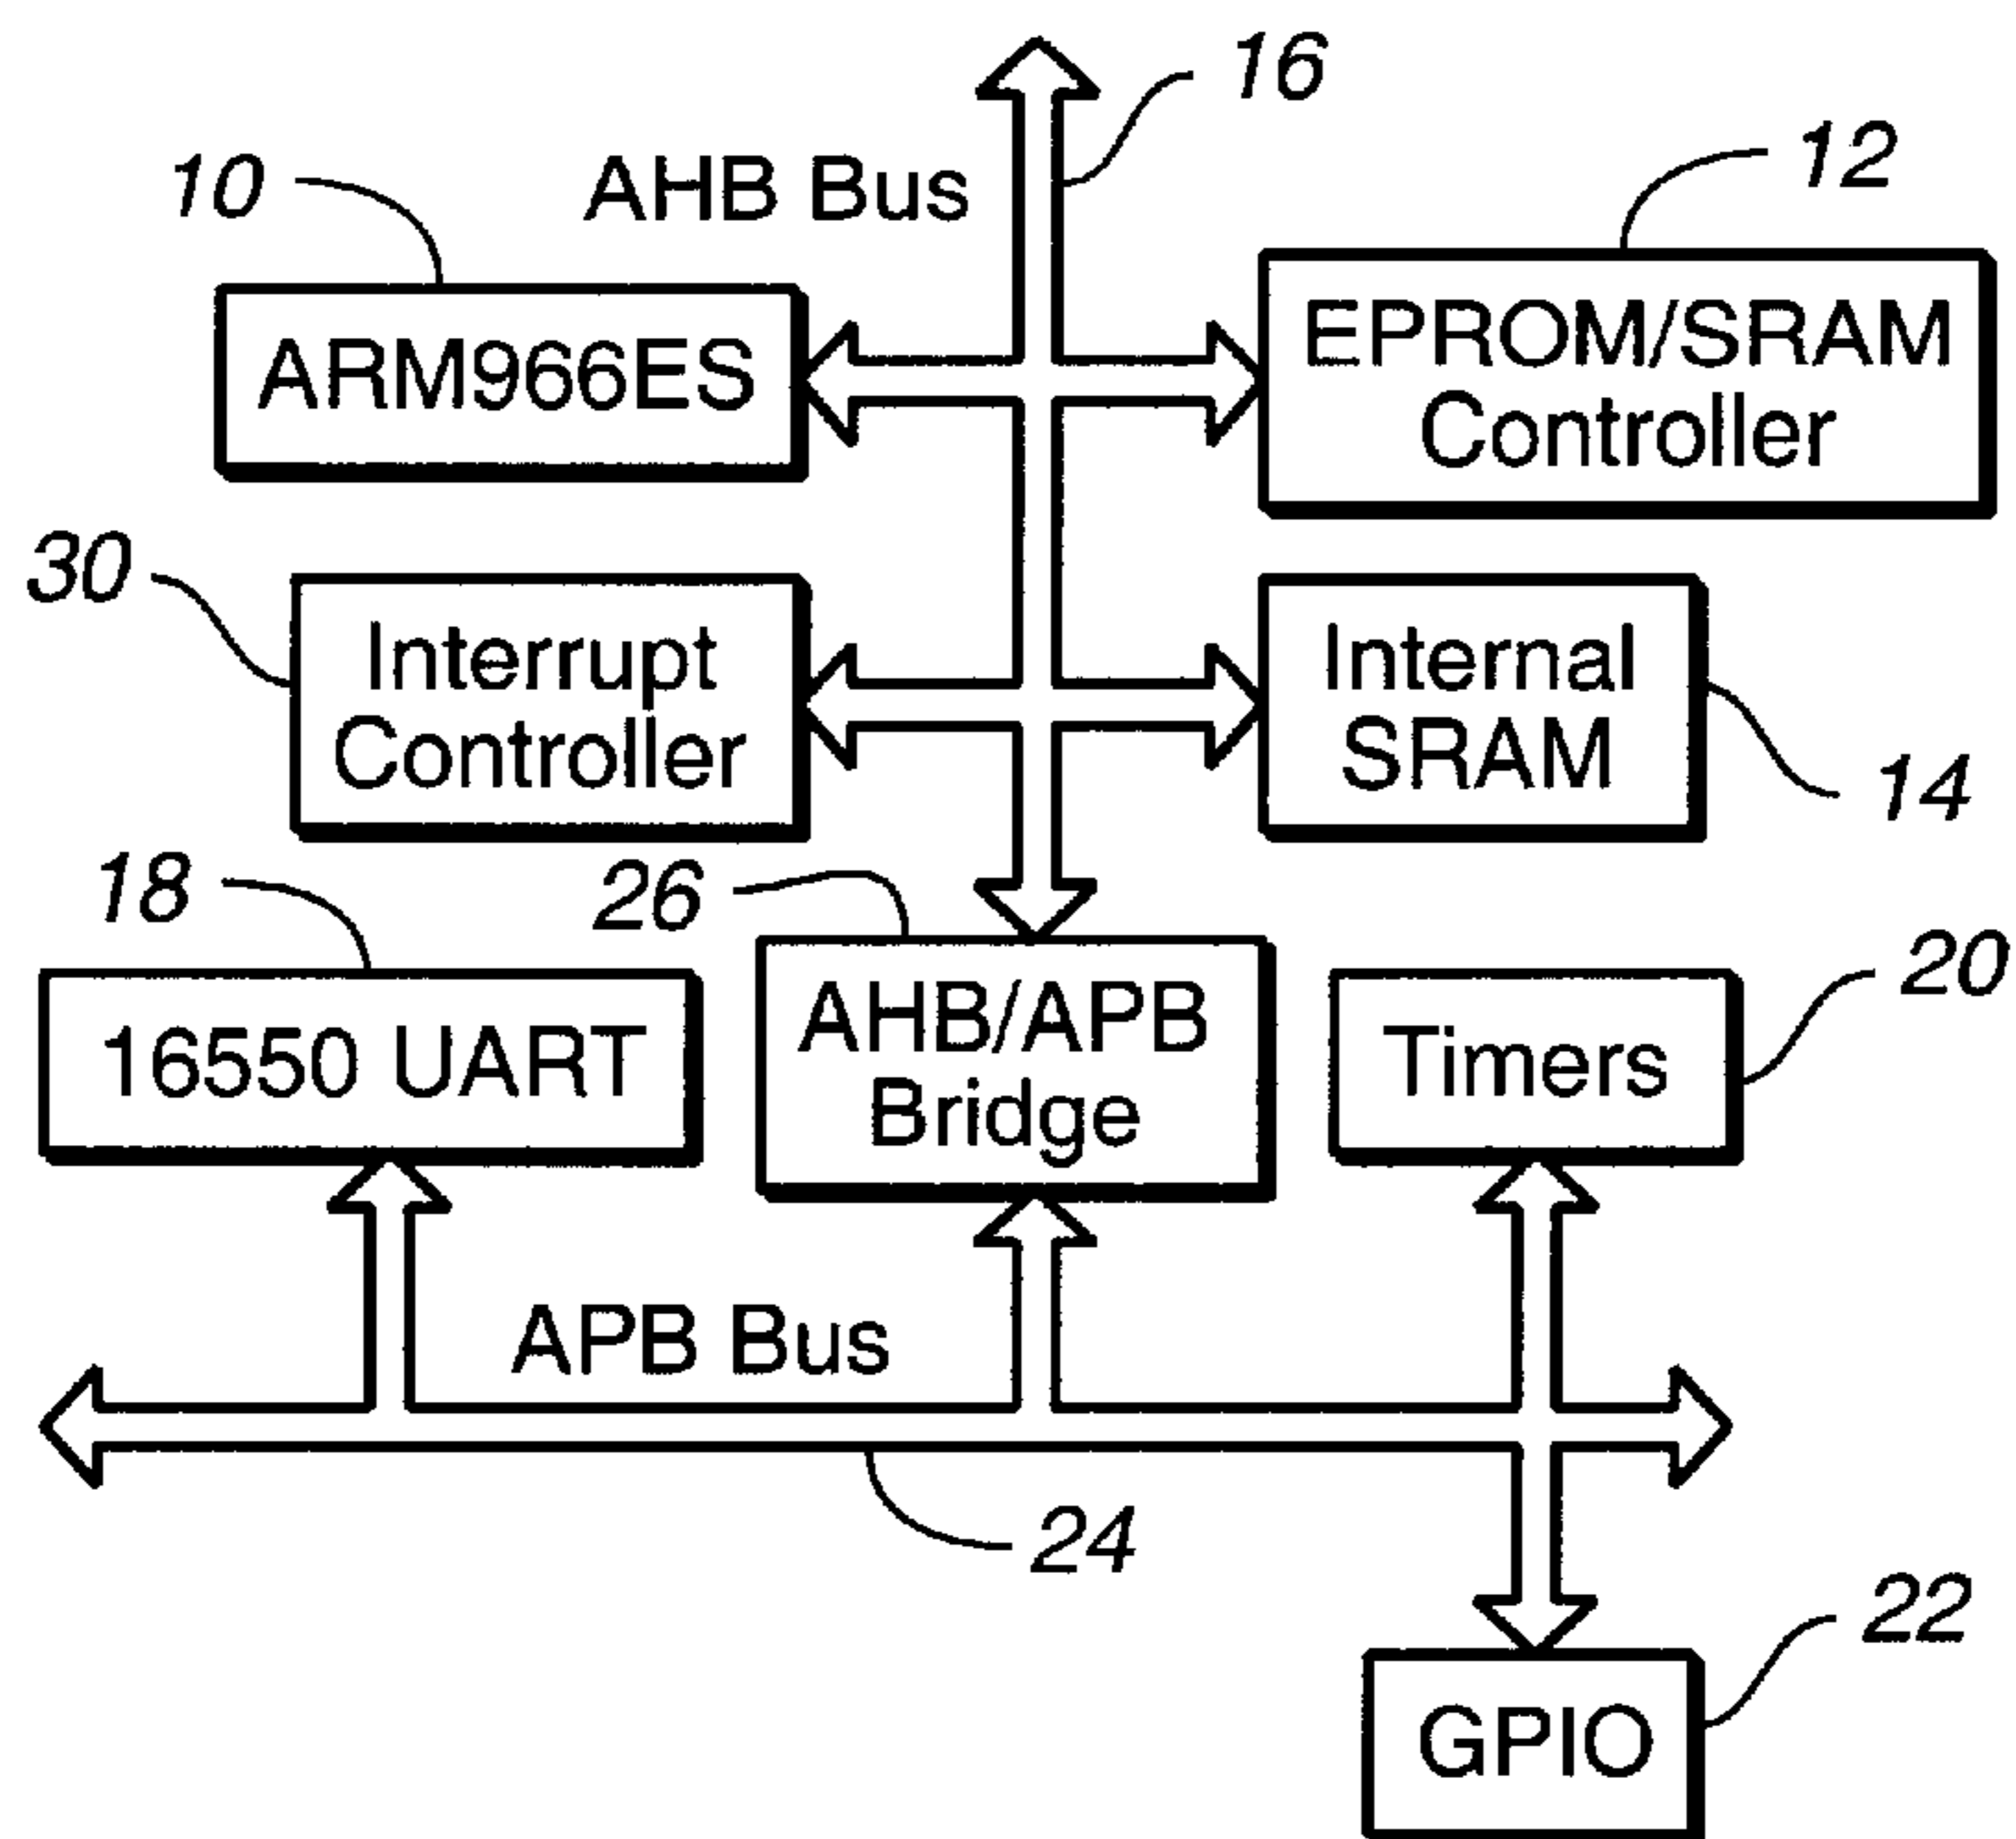 16
12
10
AHB Bus
EPROM/SRAM
Controller
ARM966ES
30
Interrupt
Controller
Internal
SRAM
14
18
26
20
16550 UART
AHB/APB
Bridge
Timers
APB Bus
24
22
GPIO